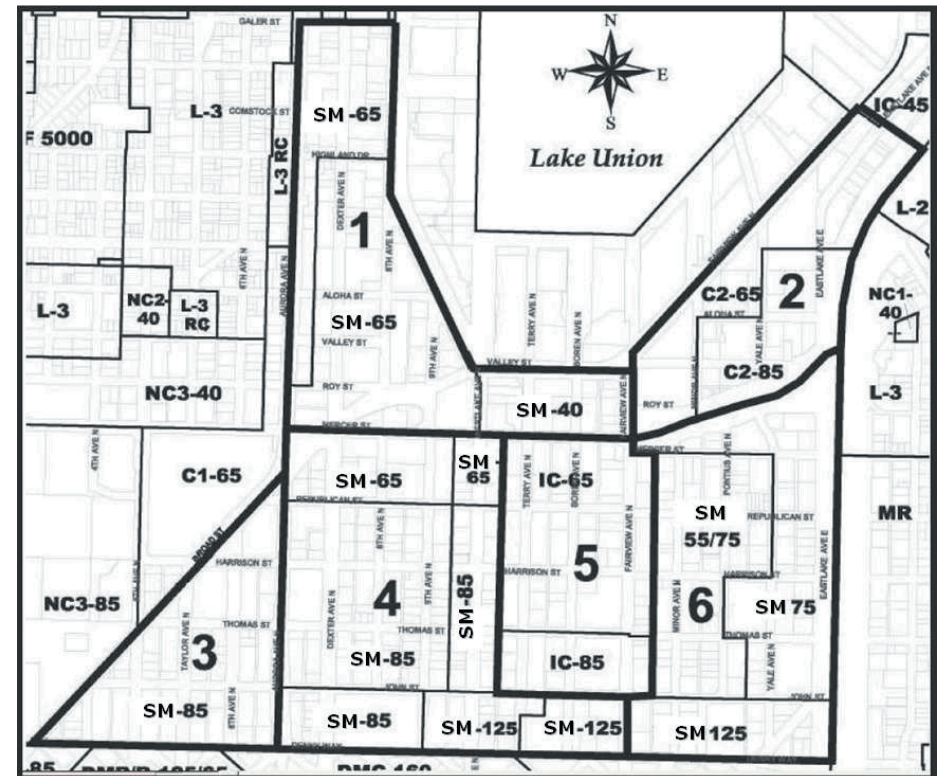 GALER ST
N
W
E
S
Lake Union
L-3
COMSTOCK ST
F 5000
L-3 RC
SM -65
HIGHLAND DR
IC-45
L-2
DEXTER AVE N
1
8TH AVE N
6TH AVE N
AURORA AVE N
FAIRVIEW AVE N
EASTLAKE AVE E
C2-65
2
ALOHA ST
L-3
NC2-
40
L-3
RC
ALOHA ST
SM -65
VALLEY ST
9TH AVE N
TERRY AVE N
BOREN AVE N
VALLEY ST
YALE AVE N
C2-85
NC1-
40
L-3
NC3-40
ROY ST
SM -40
ROY ST
MERCER ST
4TH AVE N
C1-65
SM-65
SM -
65
TERRY AVE N
IC-65
PONTIUS AVE N
REPUBLICAN ST
SM
55/75
REPUBLICAN ST
MR
BROAD ST
HARRISON ST
8TH AVE N
9TH AVE N
SM-85
HARRISON ST
5
FAIRVIEW AVE N
HARRISON ST
EASTLAKE AVE E
NC3-85
TAYLOR AVE N
3
THOMAS ST
DEXTER AVE N
4
THOMAS ST
SM-85
IC-85
MINOR AVE N
6
SM 75
THOMAS ST
YALE AVE N
JOHN ST
JOHN ST
SM-85
6TH AVE N
SM-85
SM -125
SM-125
SM 125
DENNY WAY
DENNY WAY
85
DMC 160